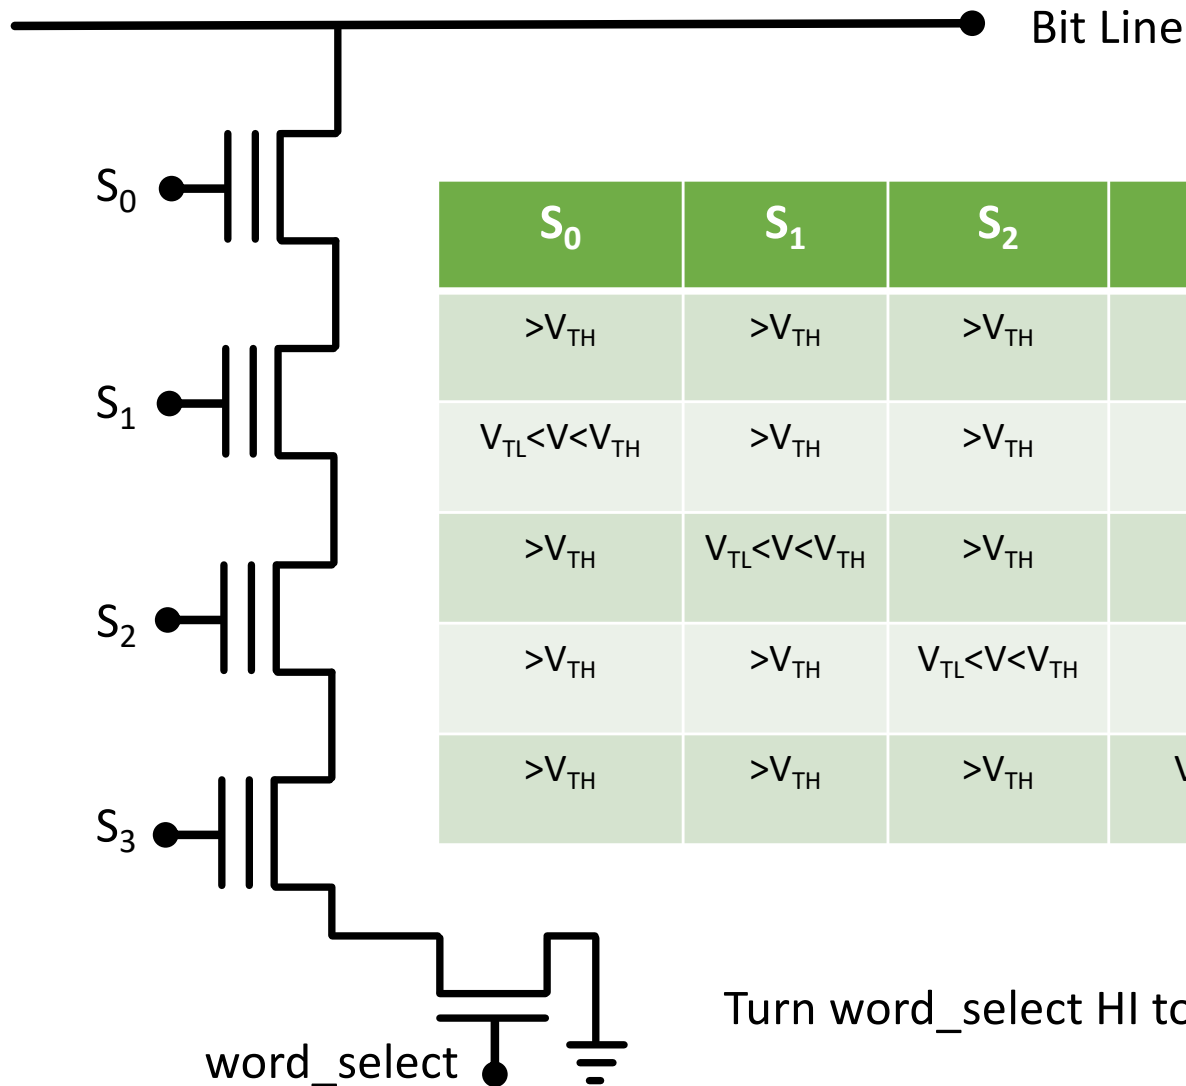 Bit Line
S0
S0 S1 S2
>VTH >VTH >VTH
S1
VTL<V<VTH >VTH >VTH
>VTH VTL<V<VTH >VTH
S2
>VTH >VTH VTL<V<VTH
>VTH >VTH >VTH V
S3
Turn word_select HI to
word_select